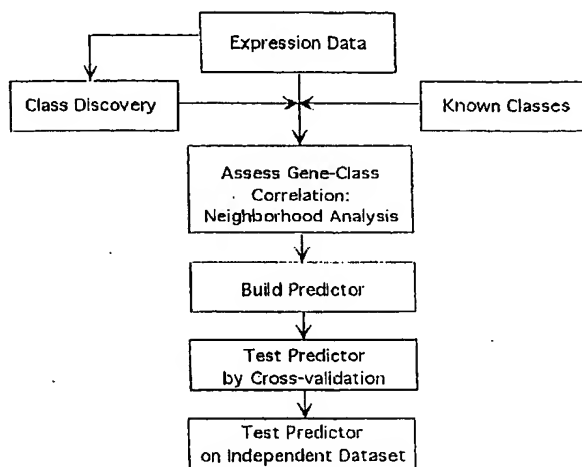 Expression Data
Class Discovery
Known Classes
Assess Gene-Class
Correlation:
Neighborhood Analysis
Build Predictor
Test Predictor
by Cross-validation
Test Predictor
on Independent Dataset